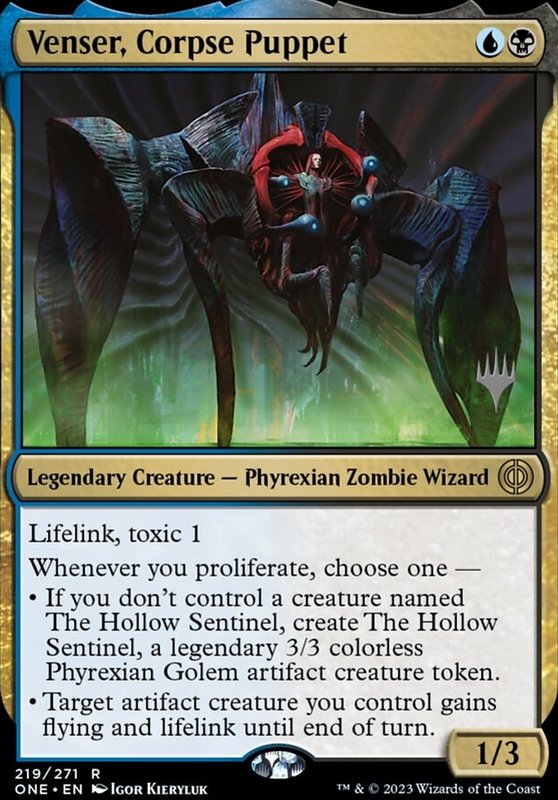 Venser, Corpse Puppet
Legendary Creature — Phyrexian Zombie Wizard
Lifelink, toxic 1
Whenever you proliferate, choose one —
• If you don't control a creature named
The Hollow Sentinel, create The Hollow
Sentinel, a legendary 3/3 colorless
Phyrexian Golem artifact creature token.
• Target artifact creature you control gains
flying and lifelink until end of turn.
1/3
219/271 R
ONE • EN Igor Kieryluk
™ & © 2023 Wizards of the Coast